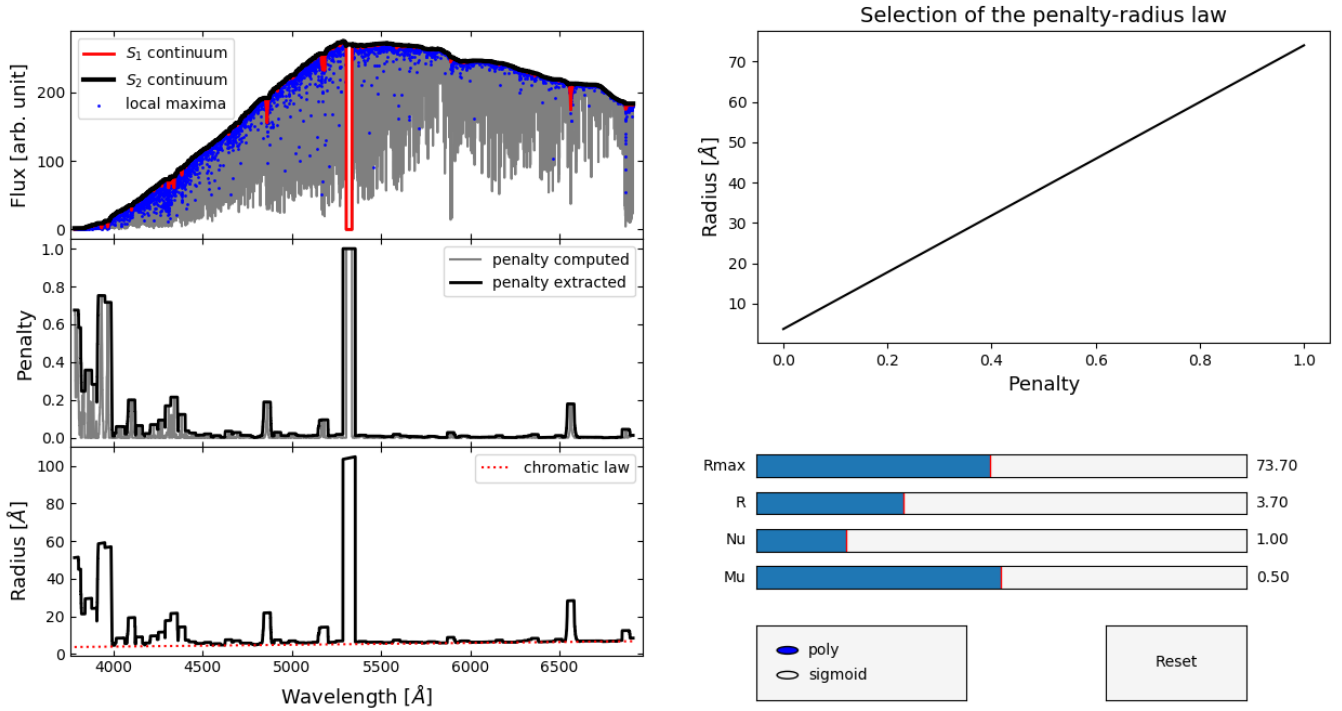 S1 continuum
S2 continuum
local maxima
Flux [arb. unit]
200
100
0
penalty computed
penalty extracted
Penalty
1.0
0.8
0.6
0.4
0.2
0.0
chromatic law
Radius [Å]
100
80
60
40
20
0
4000 4500 5000 5500 6000 6500
Wavelength [Å]
Selection of the penalty-radius law
Radius [Å]
70
60
50
40
30
20
10
0.0 0.2 0.4 0.6 0.8 1.0
Penalty
Rmax 73.70
R 3.70
Nu 1.00
Mu 0.50
poly
sigmoid
Reset